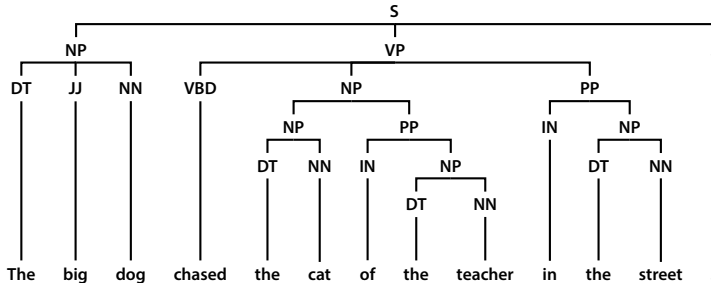 S
NP VP
DT JJ NN VBD NP PP
NP PP IN NP
DT NN IN NP DT NN
DT NN
The big dog chased the cat of the teacher in the street